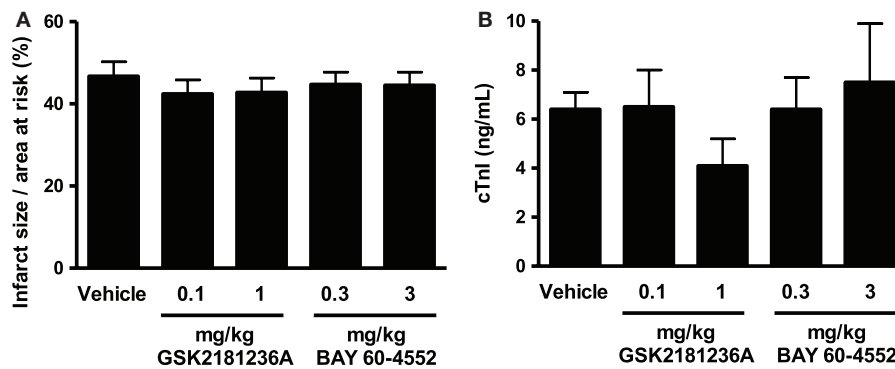 A
Infarct size / area at risk (%)
60
40
20
0
Vehicle 0.1 1 0.3 3
mg/kg mg/kg
GSK2181236A BAY 60-4552
B
cTnI (ng/mL)
10
8
6
4
2
0
Vehicle 0.1 1 0.3 3
mg/kg mg/kg
GSK2181236A BAY 60-4552